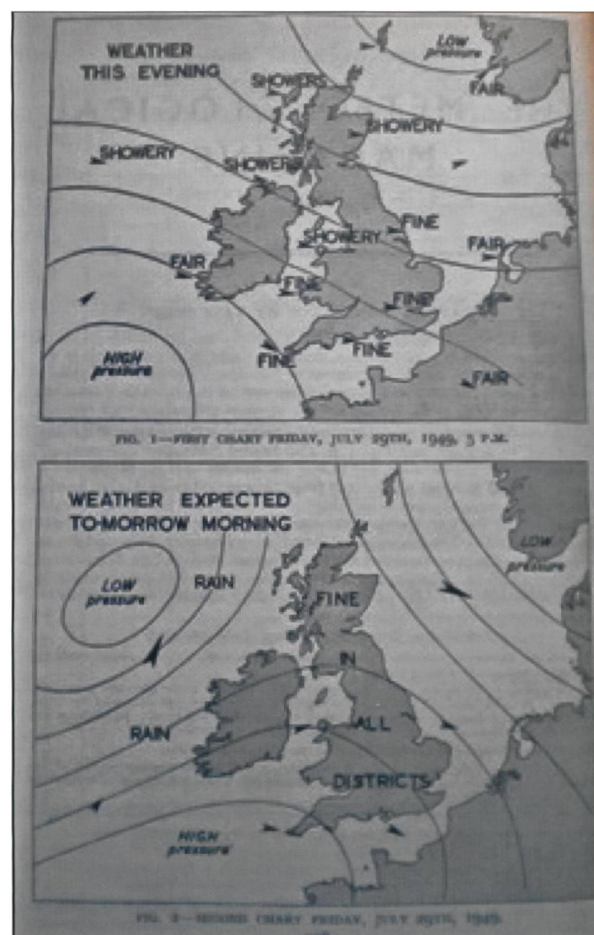 WEATHER
THIS EVENING
LOW
pressure
FAIR
SHOWERS
SHOWERY
SHOWERY
SHOWERY
FINE
SHOWERY
FAIR
FAIR
FINE
FINE
FINE
FINE
HIGH
pressure
FAIR
FIG. 1—FIRST CHART FRIDAY, JULY 29TH, 1949, 5 P.M.
WEATHER EXPECTED
TO-MORROW MORNING
LOW
pressure
LOW
pressure
RAIN
FINE
IN
RAIN
ALL
DISTRICTS
HIGH
pressure
FIG. 2—SECOND CHART FRIDAY, JULY 29TH, 1949.